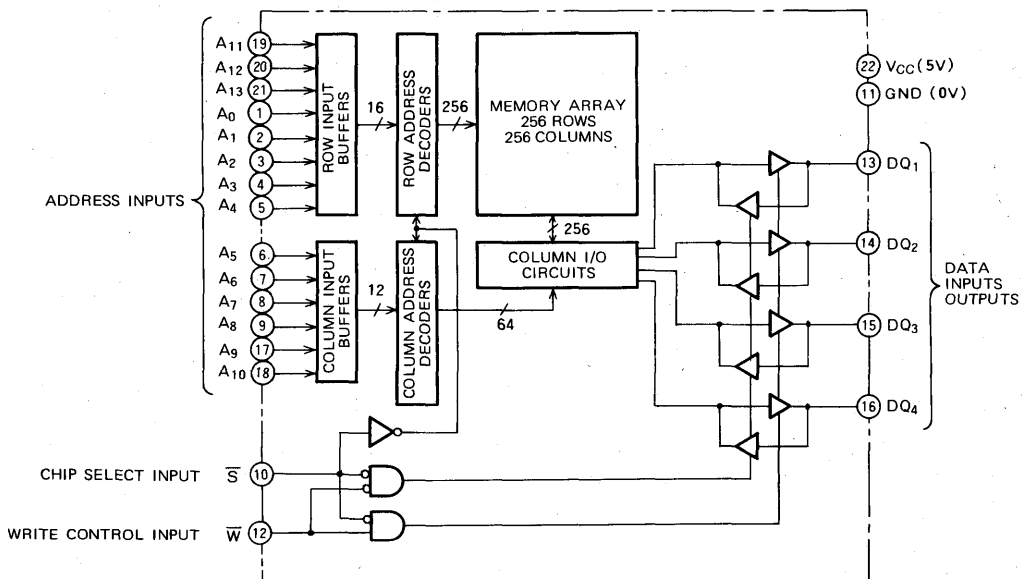 ADDRESS INPUTS
A11 19
A12 20
A13 21
A0 1
A1 2
A2 3
A3 4
A4 5
A5 6
A6 7
A7 8
A8 9
A9 17
A10 18
ROW INPUT
BUFFERS
16
ROW ADDRESS
DECODERS
256
MEMORY ARRAY
256 ROWS
256 COLUMNS
COLUMN INPUT
BUFFERS
12
COLUMN ADDRESS
DECODERS
64
256
COLUMN I/O
CIRCUITS
22 VCC (5V)
11 GND (0V)
13 DQ1
14 DQ2
15 DQ3
16 DQ4
DATA
INPUTS
OUTPUTS
CHIP SELECT INPUT S̅ 10
WRITE CONTROL INPUT W̅ 12